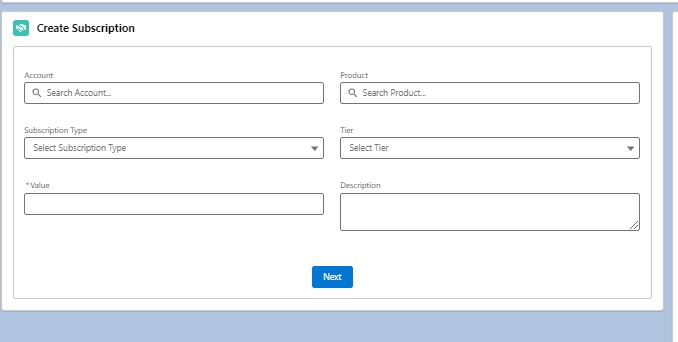 Create Subscription
Account
Product
Search Account...
Search Product...
Subscription Type
Tier
Select Subscription Type
Select Tier
*Value
Description
Next